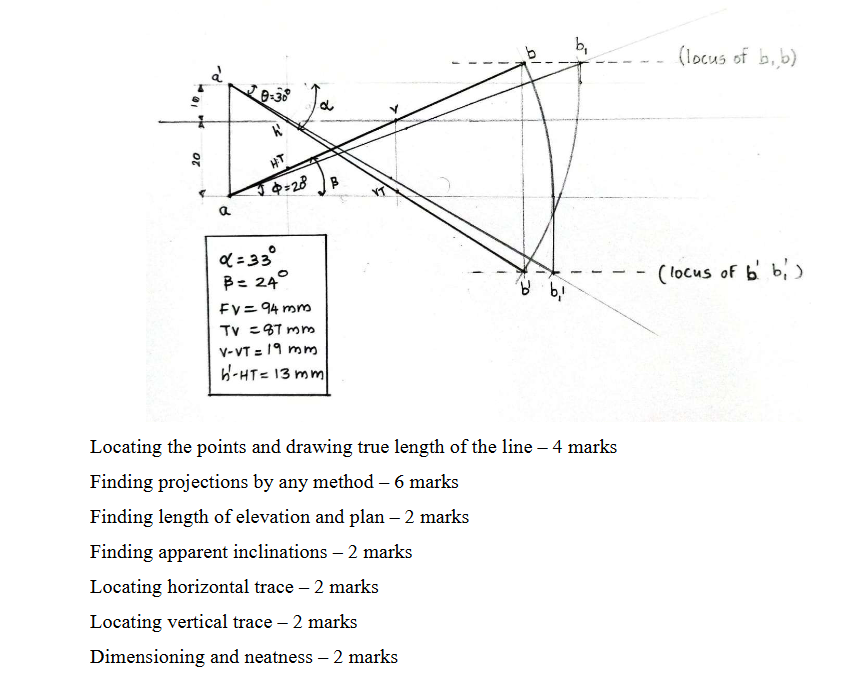 b b₁
(locus of b₁b)
a'
θ=30°
α
10
v
h'
HT
20
Φ=28
β
VT
a
α=33°
β= 24°
FV= 94 mm
TV = 87 mm
V-VT = 19 mm
h'-HT= 13 mm
(locus of b' b₁')
b' b₁'
Locating the points and drawing true length of the line – 4 marks
Finding projections by any method – 6 marks
Finding length of elevation and plan – 2 marks
Finding apparent inclinations – 2 marks
Locating horizontal trace – 2 marks
Locating vertical trace – 2 marks
Dimensioning and neatness – 2 marks